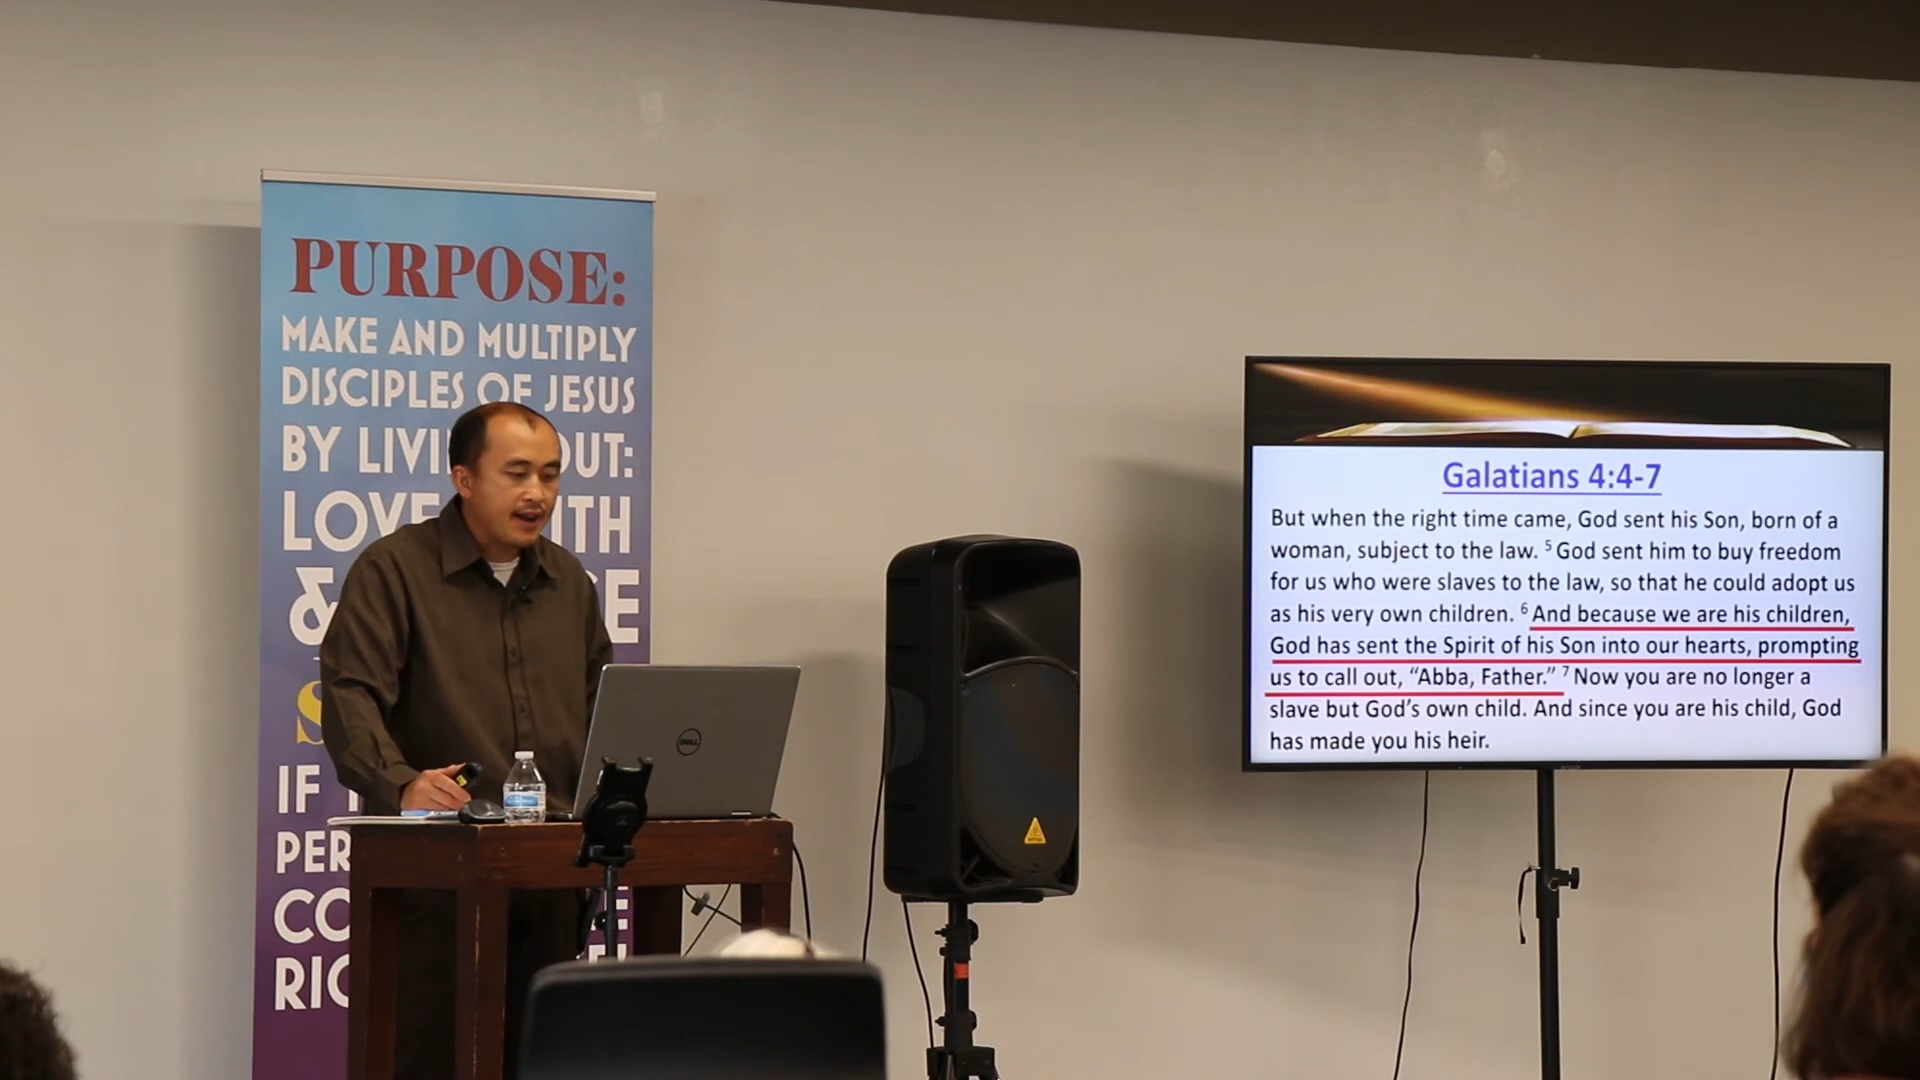 PURPOSE:
MAKE AND MULTIPLY
DISCIPLES OF JESUS
BY LIVI OUT:
LOVE ITH
& SE
S
IF
PER
CO E
RIC
DELL
Galatians 4:4-7
But when the right time came, God sent his Son, born of a
woman, subject to the law. 5 God sent him to buy freedom
for us who were slaves to the law, so that he could adopt us
as his very own children. 6 And because we are his children,
God has sent the Spirit of his Son into our hearts, prompting
us to call out, “Abba, Father.” 7 Now you are no longer a
slave but God’s own child. And since you are his child, God
has made you his heir.